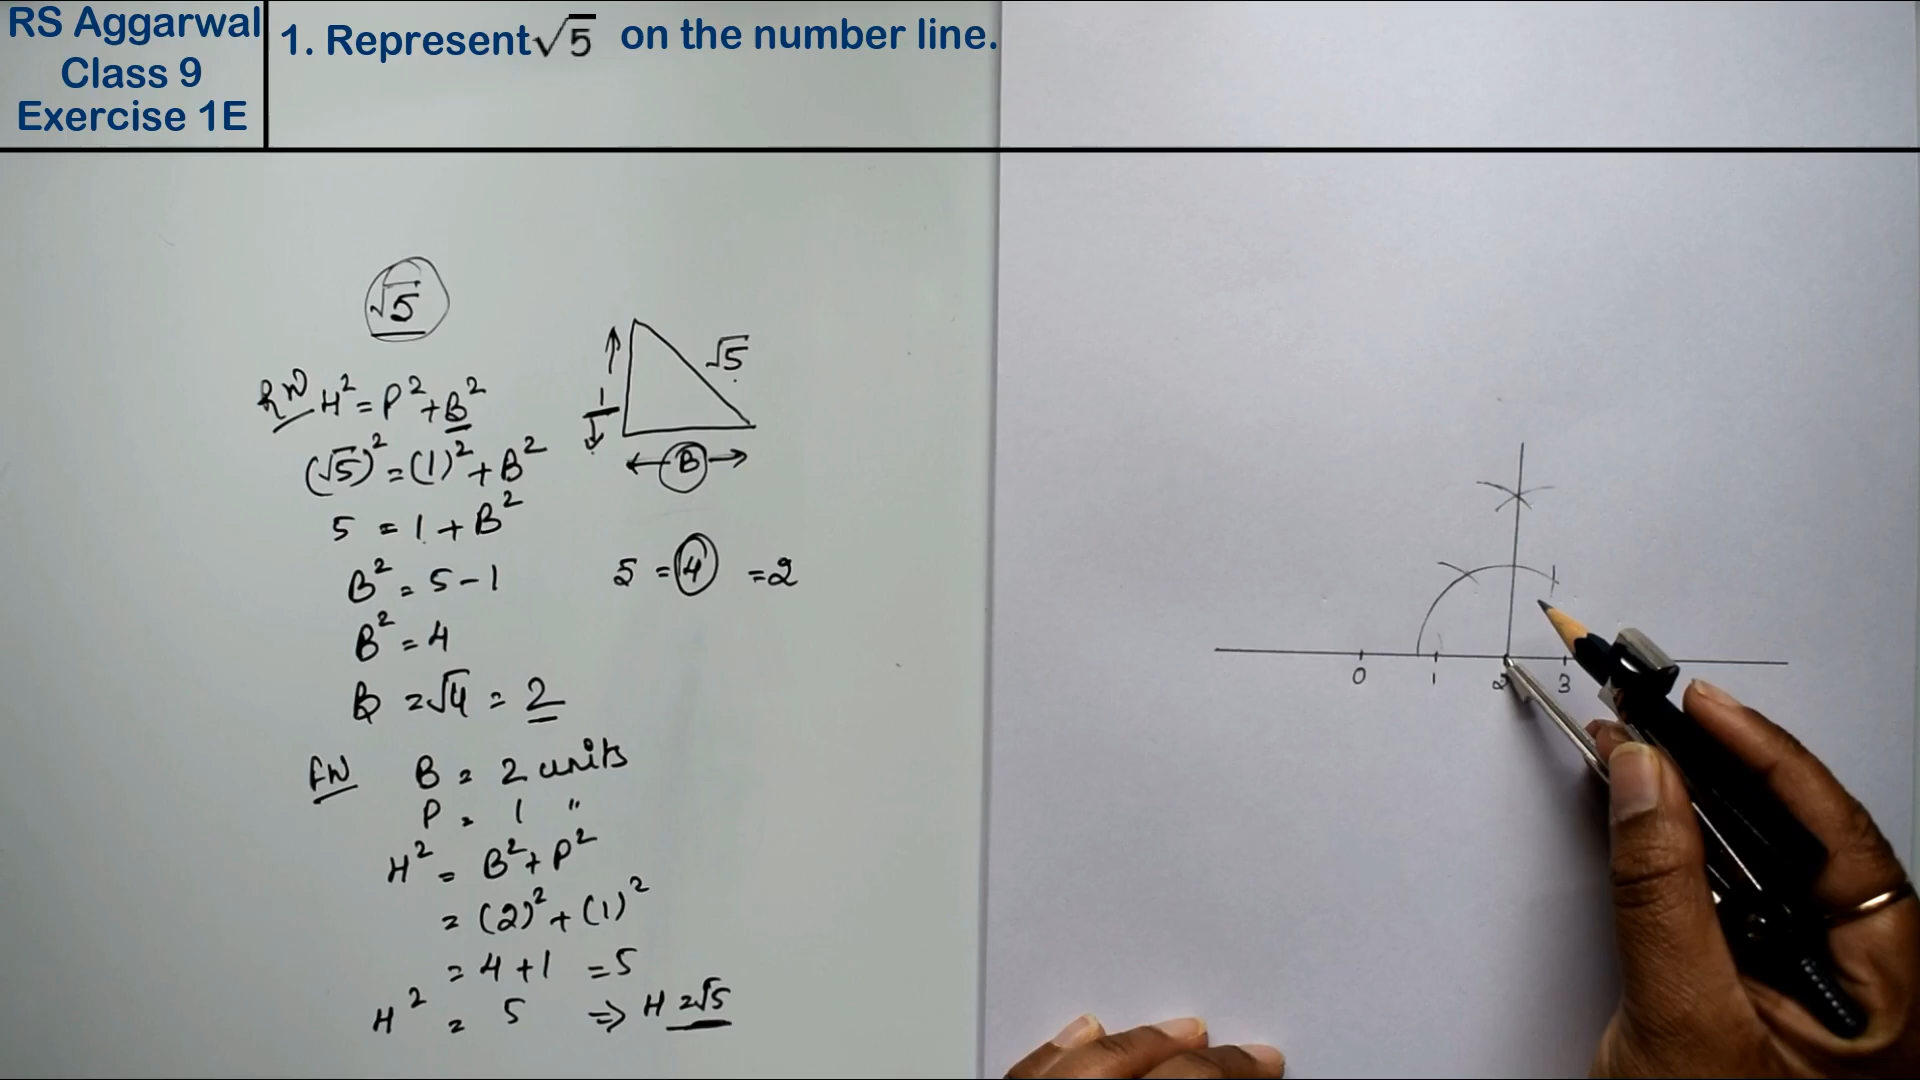 RS Aggarwal
Class 9
Exercise 1E
1. Represent √5 on the number line.
√5
RW H² = P² + B²
(√5)² = (1)² + B²
5 = 1 + B²
B² = 5 - 1
B² = 4
B = √4 = 2
FW B = 2 units
P = 1 "
H² = B² + P²
= (2)² + (1)²
= 4 + 1 = 5
H² = 5 ⇒ H = √5
√5
1
B
5 = 4 = 2
0 1 2 3